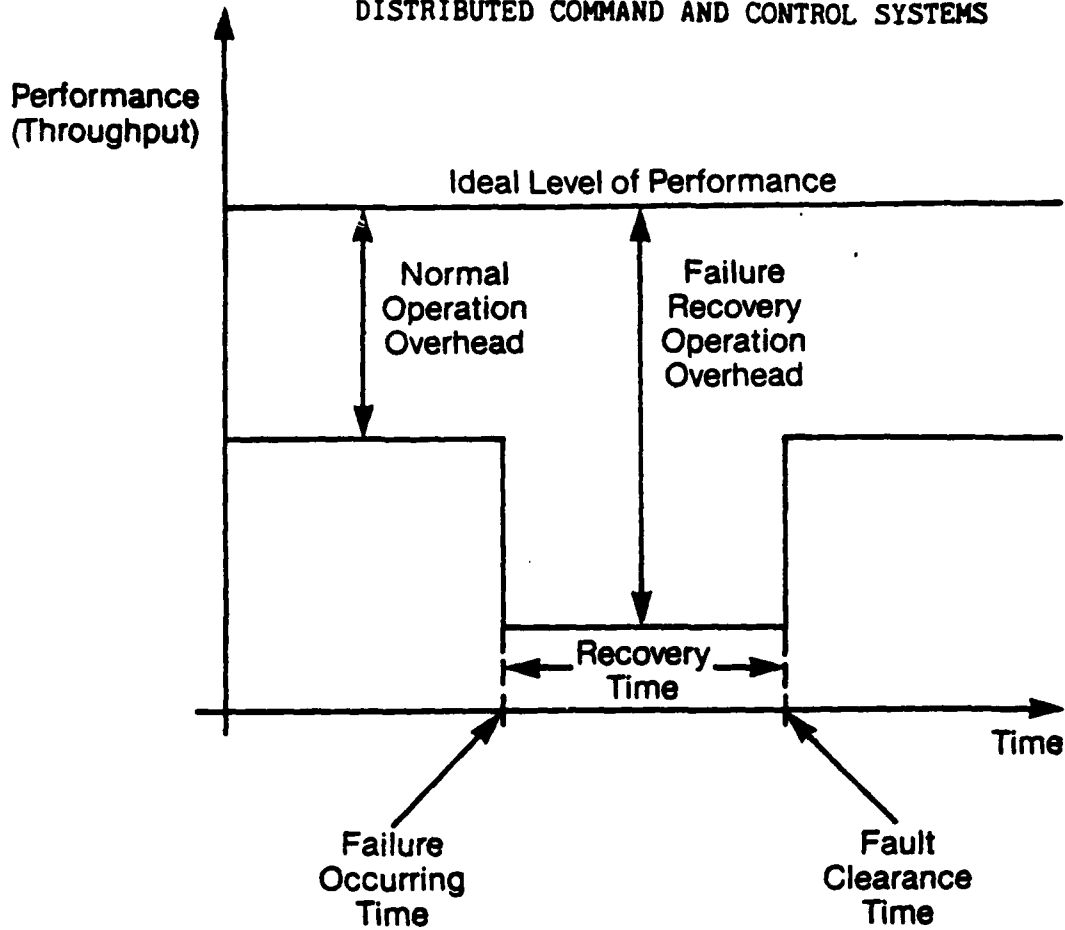 DISTRIBUTED COMMAND AND CONTROL SYSTEMS
Performance
(Throughput)
Ideal Level of Performance
Normal
Operation
Overhead
Failure
Recovery
Operation
Overhead
Recovery
Time
Time
Failure
Occurring
Time
Fault
Clearance
Time